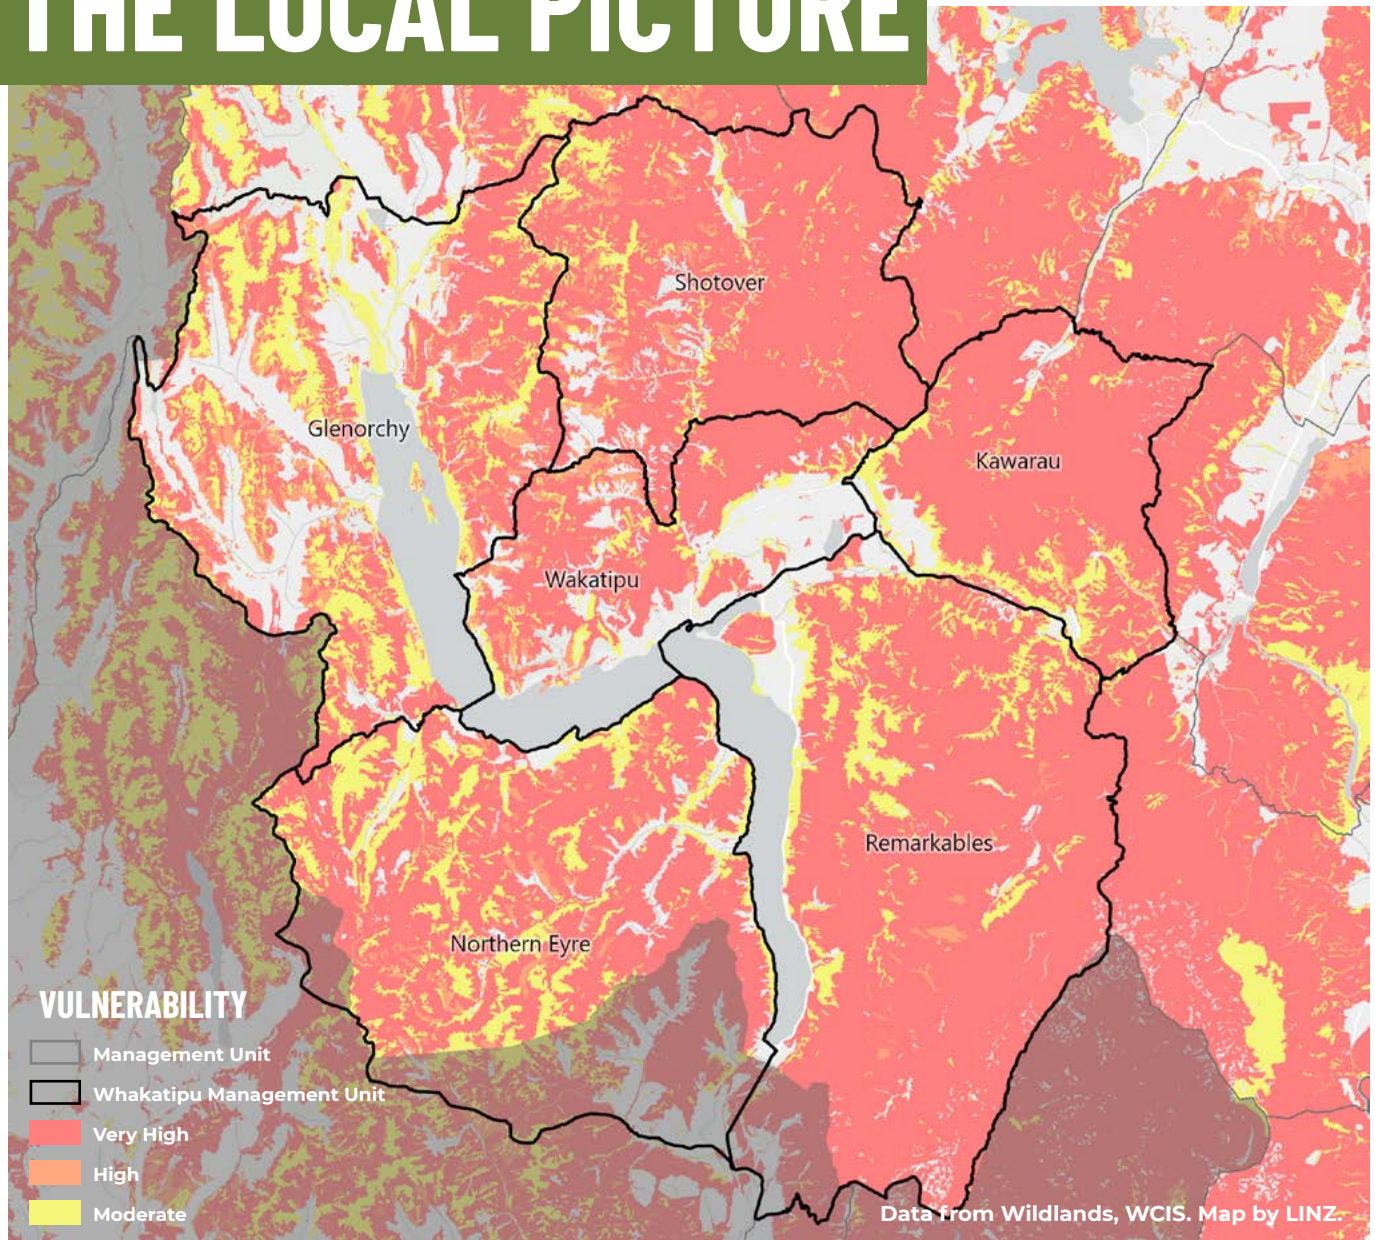 THE LOCAL PICTURE
Shotover
Glenorchy
Kawarau
Wakatipu
Remarkables
Northern Eyre
VULNERABILITY
Management Unit
Whakatipu Management Unit
Very High
High
Moderate
Data from Wildlands, WCIS. Map by LINZ.